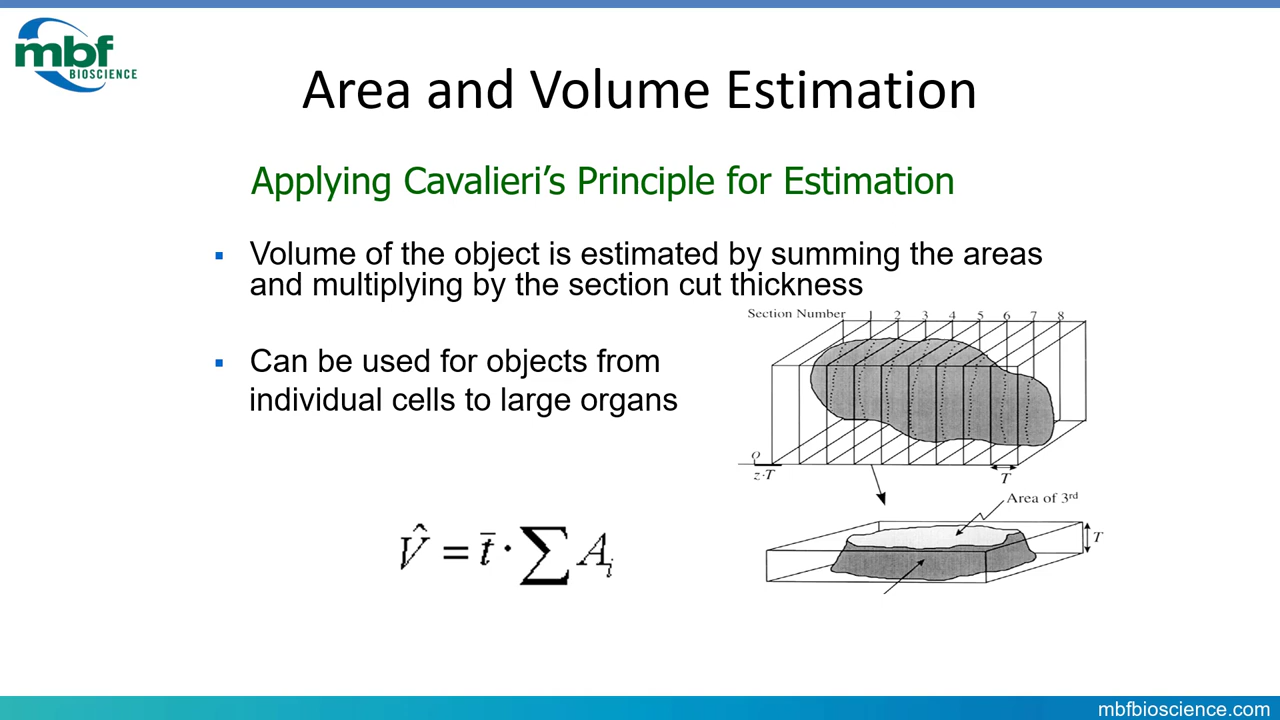 mbf
BIOSCIENCE
Area and Volume Estimation
Applying Cavalieri’s Principle for Estimation
▪ Volume of the object is estimated by summing the areas
and multiplying by the section cut thickness
▪ Can be used for objects from
individual cells to large organs
Section Number 1 2 3 4 5 6 7 8
O
z·T
T
Area of 3rd
T
V̂ = t̄ · ∑ Aᵢ
mbfbioscience.com